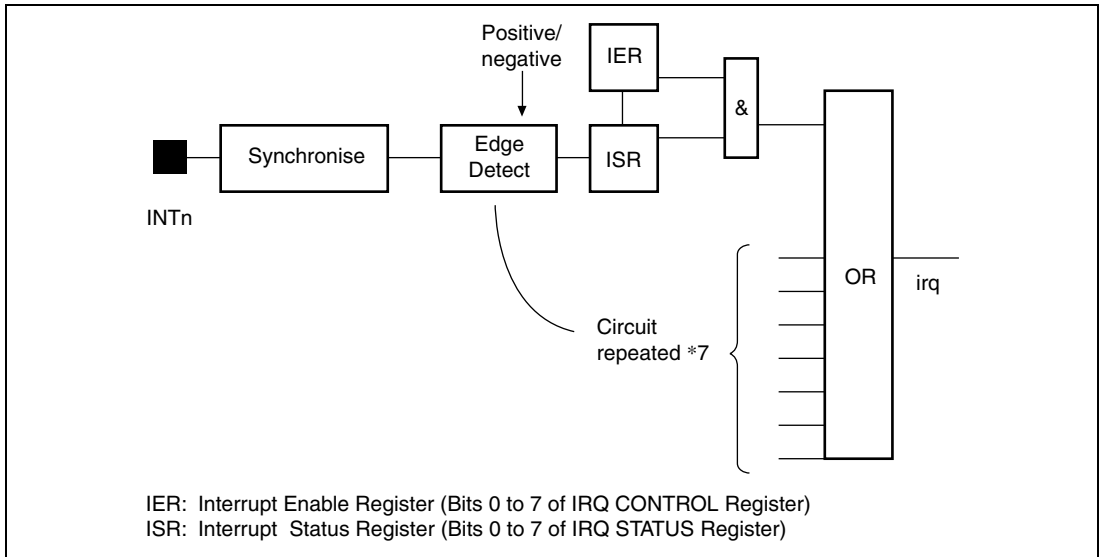 Positive/
negative
IER
&
Synchronise
Edge
Detect
ISR
INTn
OR
irq
Circuit
repeated *7
IER: Interrupt Enable Register (Bits 0 to 7 of IRQ CONTROL Register)
ISR: Interrupt Status Register (Bits 0 to 7 of IRQ STATUS Register)